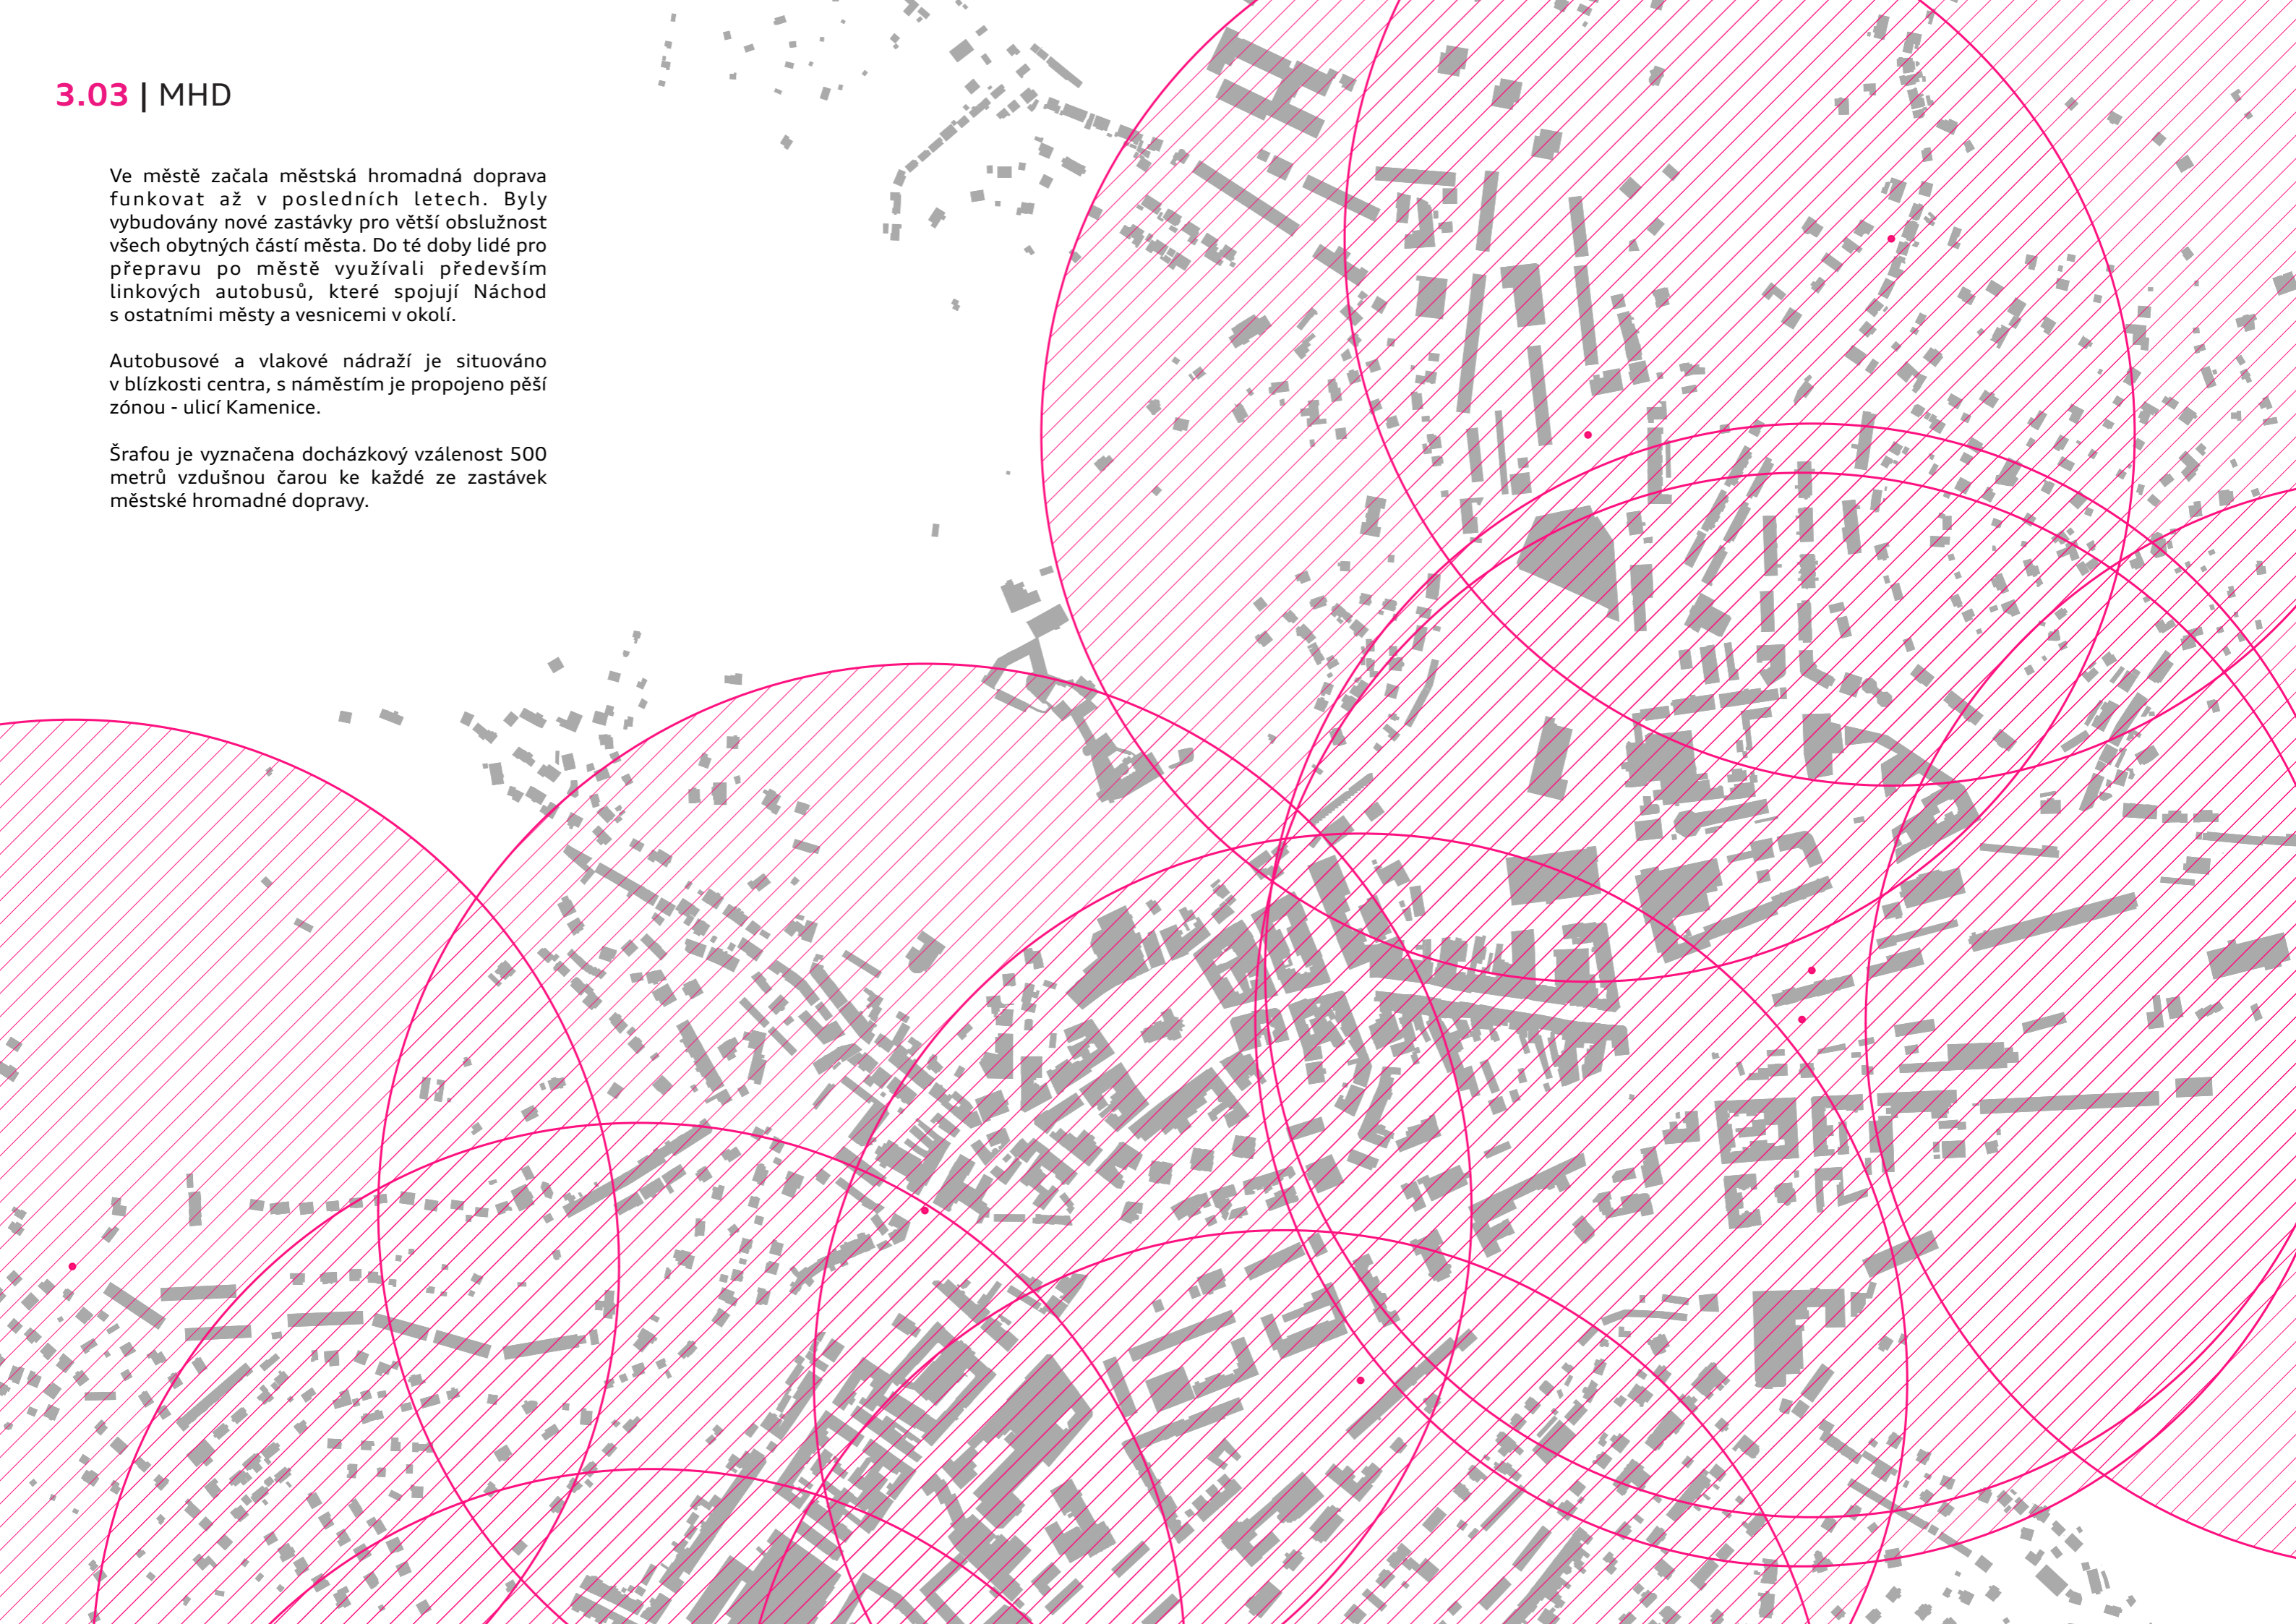 3.03 | MHD
Ve městě začala městská hromadná doprava
funkovat až v posledních letech. Byly
vybudovány nové zastávky pro větší obslužnost
všech obytných částí města. Do té doby lidé pro
přepravu po městě využívali především
linkových autobusů, které spojují Náchod
s ostatními městy a vesnicemi v okolí.
Autobusové a vlakové nádraží je situováno
v blízkosti centra, s náměstím je propojeno pěší
zónou - ulicí Kamenice.
Šrafou je vyznačena docházkový vzálenost 500
metrů vzdušnou čarou ke každé ze zastávek
městské hromadné dopravy.